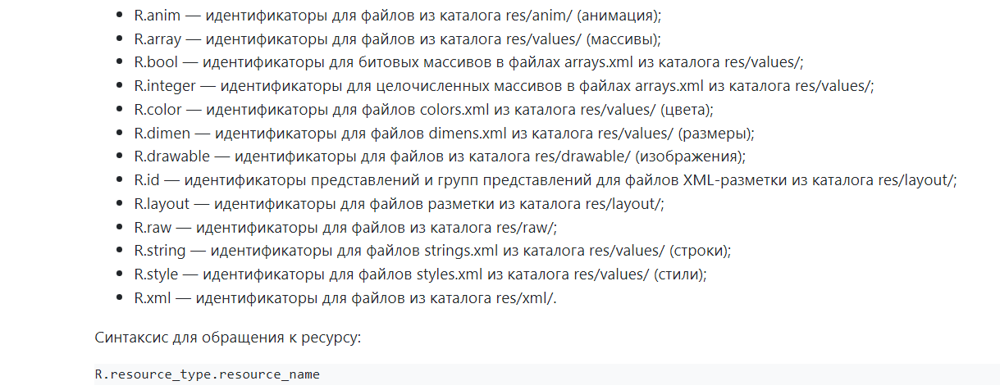 • R.anim — идентификаторы для файлов из каталога res/anim/ (анимация);
• R.array — идентификаторы для файлов из каталога res/values/ (массивы);
• R.bool — идентификаторы для битовых массивов в файлах arrays.xml из каталога res/values/;
• R.integer — идентификаторы для целочисленных массивов в файлах arrays.xml из каталога res/values/;
• R.color — идентификаторы для файлов colors.xml из каталога res/values/ (цвета);
• R.dimen — идентификаторы для файлов dimens.xml из каталога res/values/ (размеры);
• R.drawable — идентификаторы для файлов из каталога res/drawable/ (изображения);
• R.id — идентификаторы представлений и групп представлений для файлов XML-разметки из каталога res/layout/;
• R.layout — идентификаторы для файлов разметки из каталога res/layout/;
• R.raw — идентификаторы для файлов из каталога res/raw/;
• R.string — идентификаторы для файлов strings.xml из каталога res/values/ (строки);
• R.style — идентификаторы для файлов styles.xml из каталога res/values/ (стили);
• R.xml — идентификаторы для файлов из каталога res/xml/.
Синтаксис для обращения к ресурсу:
R.resource_type.resource_name